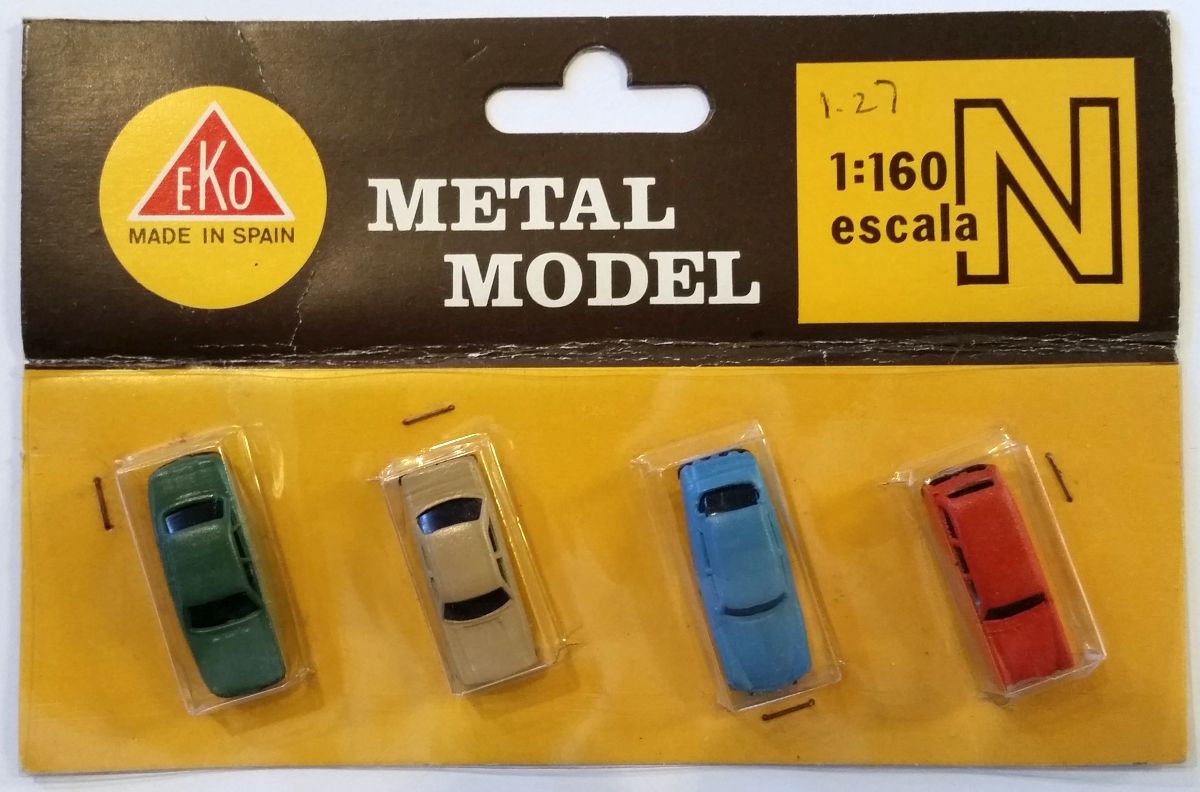 EKO
MADE IN SPAIN
METAL
MODEL
1-27
1:160
escala
N